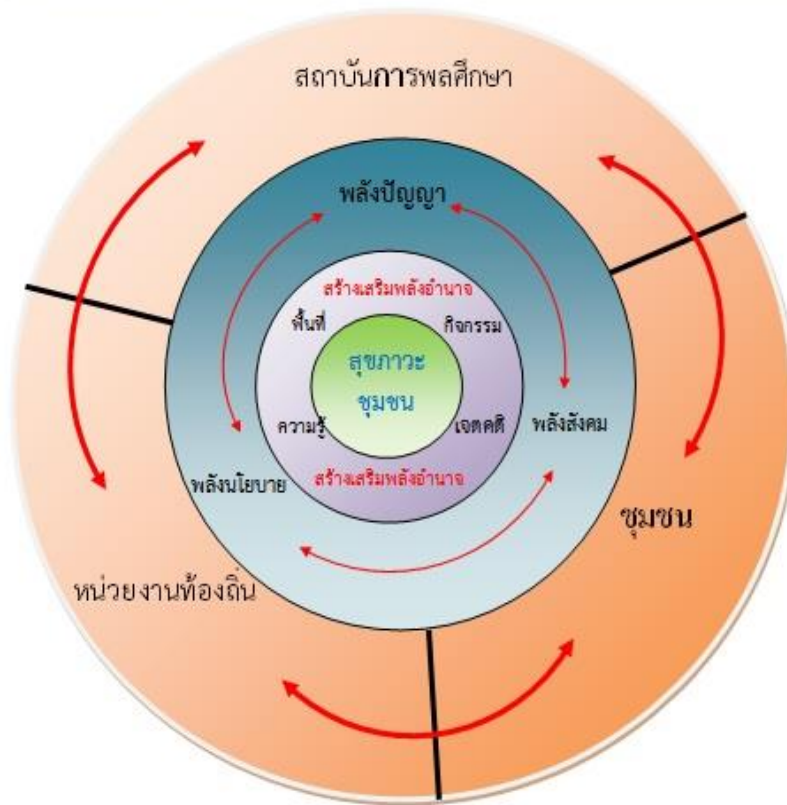 สถาบันการพลศึกษา
พลังปัญญา
สร้างเสริมพลังอำนาจ
พื้นที่
กิจกรรม
สุขภาวะ
ชุมชน
ความรู้
เจตคติ
พลังสังคม
สร้างเสริมพลังอำนาจ
พลังนโยบาย
ชุมชน
หน่วยงานท้องถิ่น